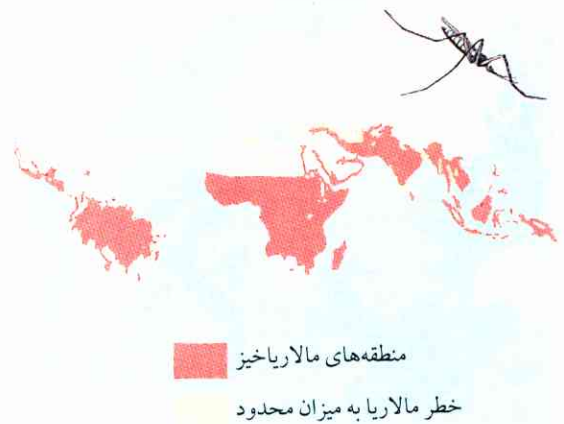 منطقه‌های مالاریاخیز
خطر مالاریا به میزان محدود